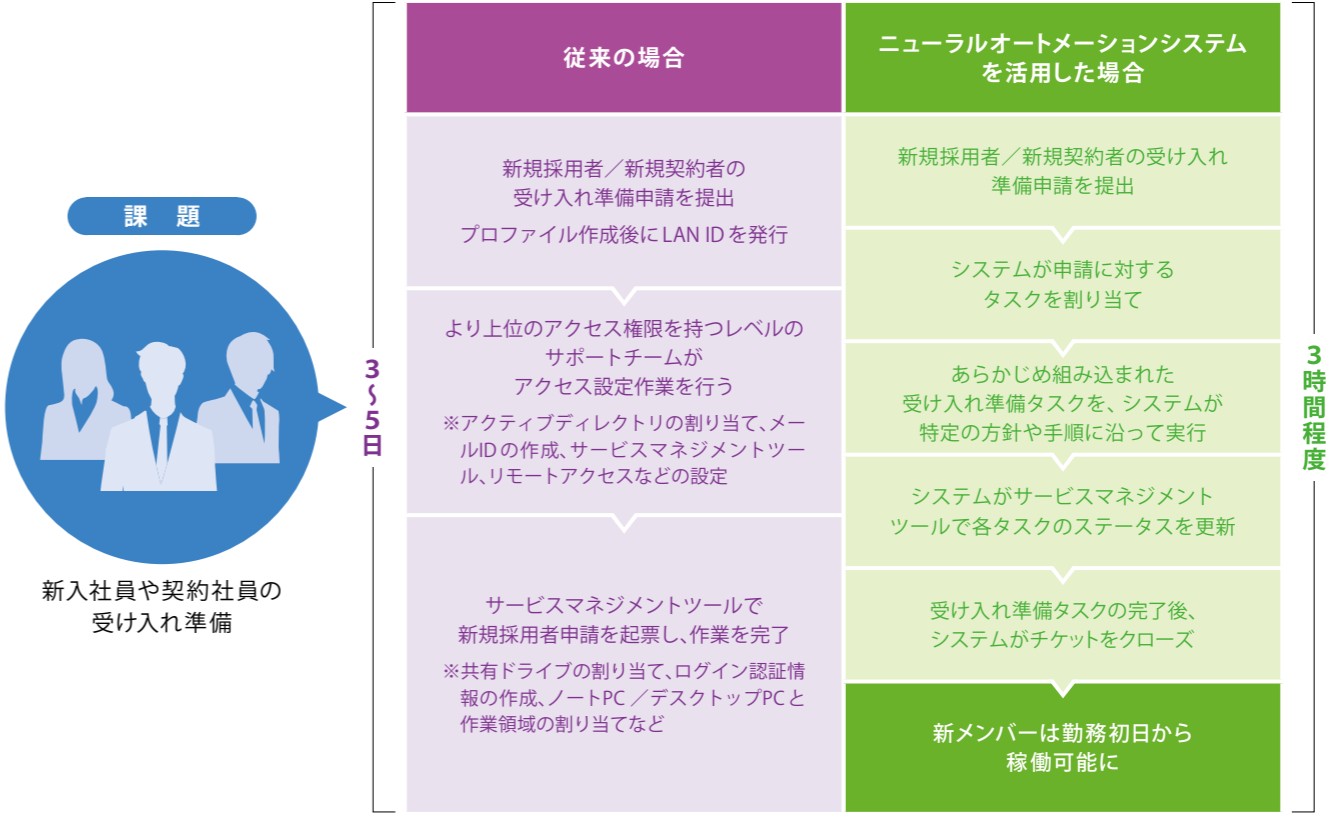 課 題
新入社員や契約社員の
受け入れ準備
3〜5日
従来の場合
新規採用者／新規契約者の
受け入れ準備申請を提出
プロファイル作成後にLAN IDを発行
より上位のアクセス権限を持つレベルの
サポートチームが
アクセス設定作業を行う
※アクティブディレクトリの割り当て、メー
ルIDの作成、サービスマネジメントツー
ル、リモートアクセスなどの設定
サービスマネジメントツールで
新規採用者申請を起票し、作業を完了
※共有ドライブの割り当て、ログイン認証情
報の作成、ノートPC／デスクトップPCと
作業領域の割り当てなど
ニューラルオートメーションシステム
を活用した場合
新規採用者／新規契約者の受け入れ
準備申請を提出
システムが申請に対する
タスクを割り当て
あらかじめ組み込まれた
受け入れ準備タスクを、システムが
特定の方針や手順に沿って実行
システムがサービスマネジメント
ツールで各タスクのステータスを更新
受け入れ準備タスクの完了後、
システムがチケットをクローズ
新メンバーは勤務初日から
稼働可能に
3時間程度